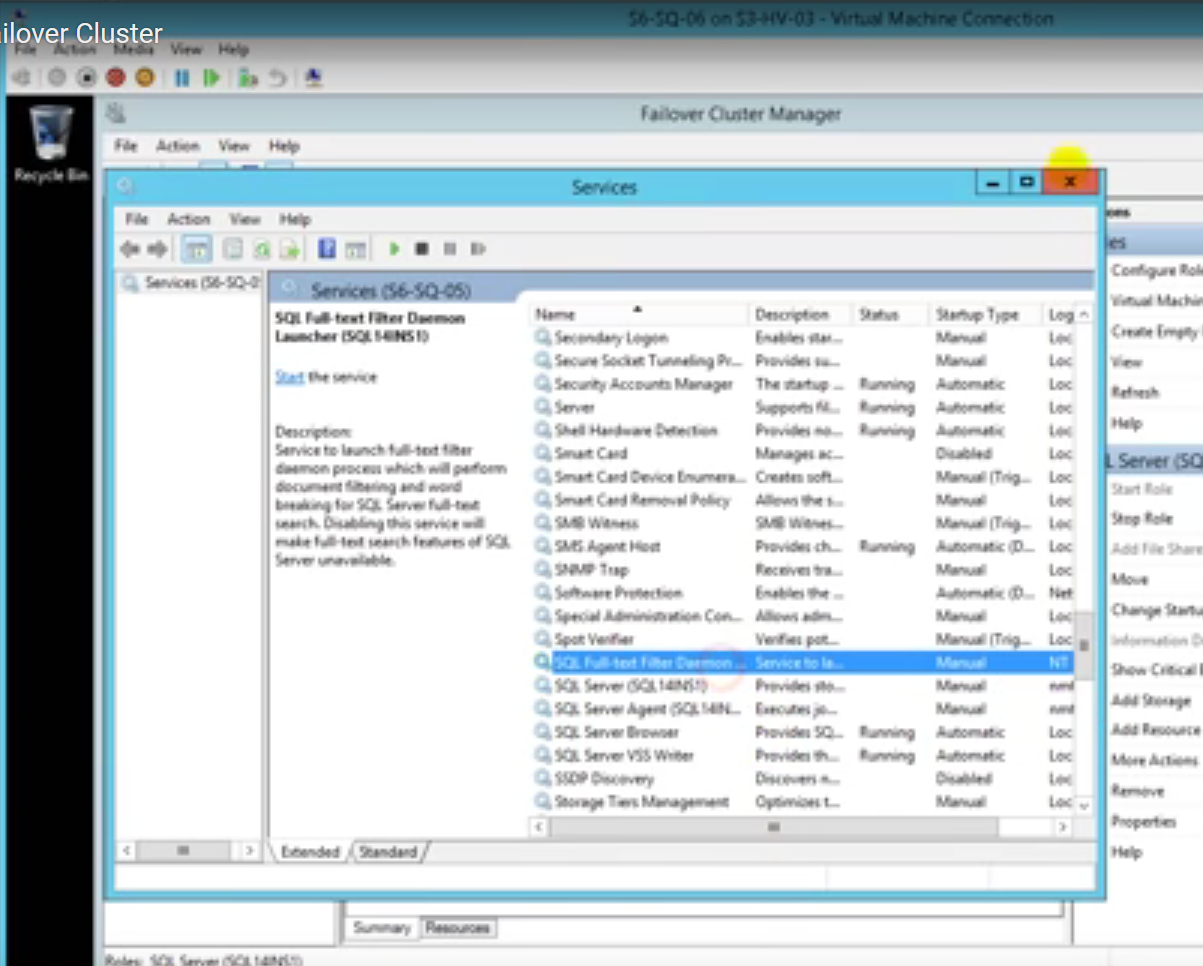 S6-SQ-06 on S3-HV-03 - Virtual Machine Connection
ilover Cluster
File Action Media View Help
Recycle Bin
Failover Cluster Manager
File Action View Help
Services
File Action View Help
Services (S6-SQ-0
Services (S6-SQ-05)
SQL Full-text Filter Daemon
Launcher (SQL14INS1)
Start the service
Description:
Service to launch full-text filter
daemon process which will perform
document filtering and word
breaking for SQL Server full-text
search. Disabling this service will
make full-text search features of SQL
Server unavailable.
Name Description Status Startup Type Log
Secondary Logon Enables star... Manual Loc
Secure Socket Tunneling Pr... Provides su... Manual Loc
Security Accounts Manager The startup ... Running Automatic Loc
Server Supports fil... Running Automatic Loc
Shell Hardware Detection Provides no... Running Automatic Loc
Smart Card Manages ac... Disabled Loc
Smart Card Device Enumera... Creates soft... Manual (Trig... Loc
Smart Card Removal Policy Allows the s... Manual Loc
SMB Witness SMB Witnes... Manual (Trig... Loc
SMS Agent Host Provides ch... Running Automatic (D... Loc
SNMP Trap Receives tra... Manual Loc
Software Protection Enables the ... Automatic (D... Net
Special Administration Con... Allows adm... Manual Loc
Spot Verifier Verifies pot... Manual (Trig... Loc
SQL Full-text Filter Daemon ... Service to la... Manual NT
SQL Server (SQL14INS1) Provides sto... Manual
SQL Server Agent (SQL14IN... Executes jo... Manual
SQL Server Browser Provides SQ... Running Automatic Loc
SQL Server VSS Writer Provides th... Running Automatic Loc
SSDP Discovery Discovers n... Disabled Loc
Storage Tiers Management Optimizes t... Manual Loc
Extended Standard
Summary Resources
Roles: SQL Server (SQL14INS1)
ons
es
Configure Role
Virtual Machin
Create Empty
View
Refresh
Help
L Server (SQ
Start Role
Stop Role
Add File Share
Move
Change Startu
Information D
Show Critical E
Add Storage
Add Resource
More Actions
Remove
Properties
Help